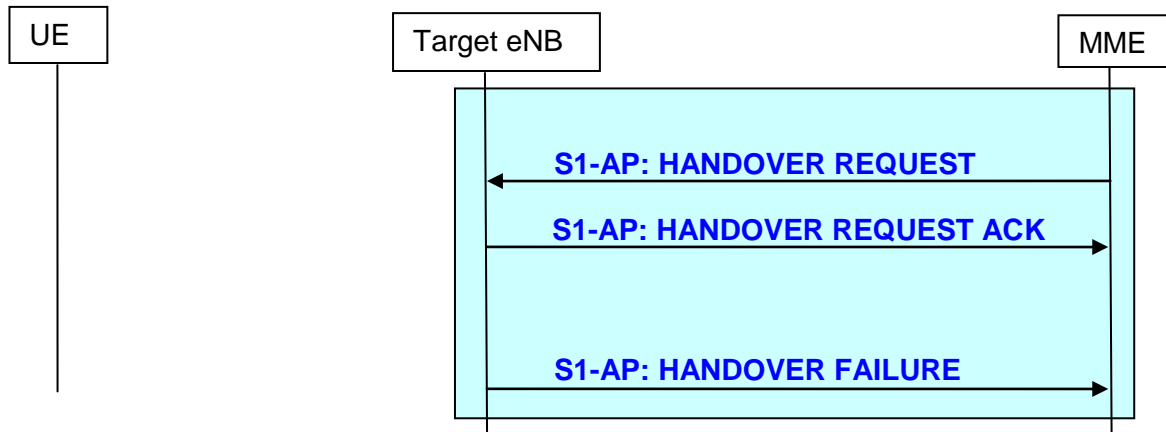 UE
Target eNB
MME
S1-AP: HANDOVER REQUEST
S1-AP: HANDOVER REQUEST ACK
S1-AP: HANDOVER FAILURE